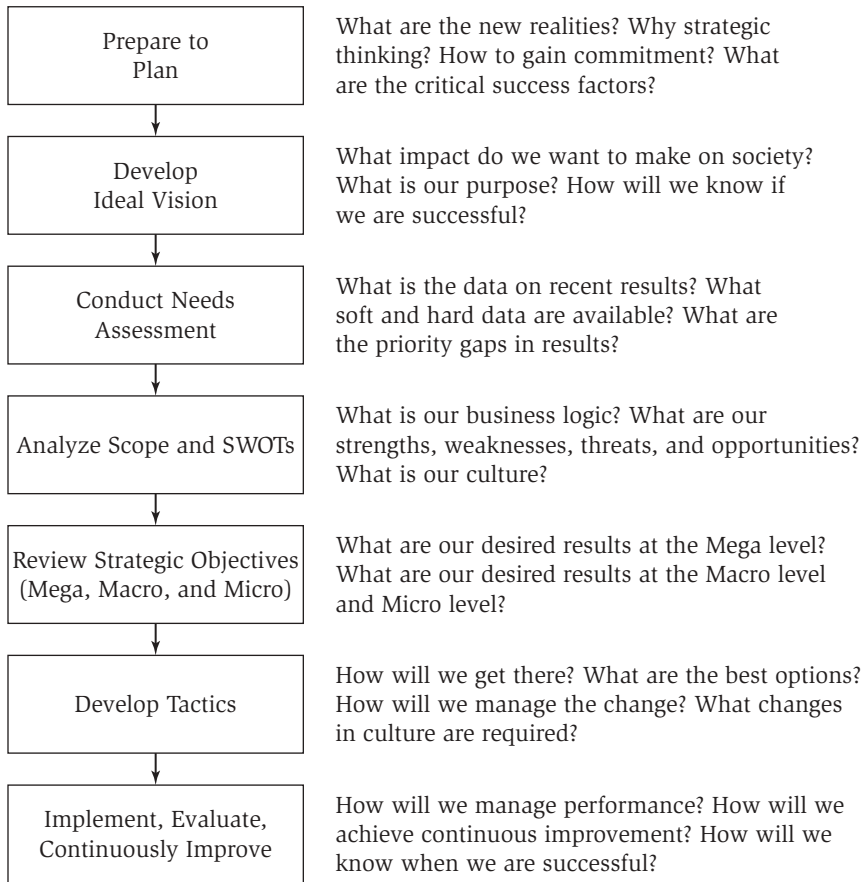 Prepare to
Plan
What are the new realities? Why strategic
thinking? How to gain commitment? What
are the critical success factors?
Develop
Ideal Vision
What impact do we want to make on society?
What is our purpose? How will we know if
we are successful?
Conduct Needs
Assessment
What is the data on recent results? What
soft and hard data are available? What are
the priority gaps in results?
Analyze Scope and SWOTs
What is our business logic? What are our
strengths, weaknesses, threats, and opportunities?
What is our culture?
Review Strategic Objectives
(Mega, Macro, and Micro)
What are our desired results at the Mega level?
What are our desired results at the Macro level
and Micro level?
Develop Tactics
How will we get there? What are the best options?
How will we manage the change? What changes
in culture are required?
Implement, Evaluate,
Continuously Improve
How will we manage performance? How will we
achieve continuous improvement? How will we
know when we are successful?